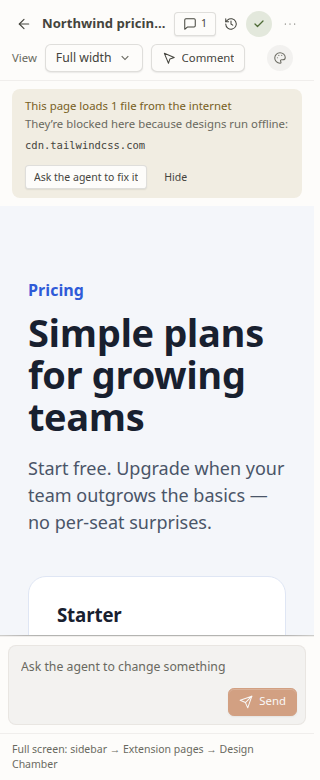 Northwind pricin...
1
View
Full width
Comment
This page loads 1 file from the internet
They're blocked here because designs run offline:
cdn.tailwindcss.com
Ask the agent to fix it
Hide
Pricing
Simple plans
for growing
teams
Start free. Upgrade when your
team outgrows the basics —
no per-seat surprises.
Starter
Ask the agent to change something
Send
Full screen: sidebar → Extension pages → Design
Chamber